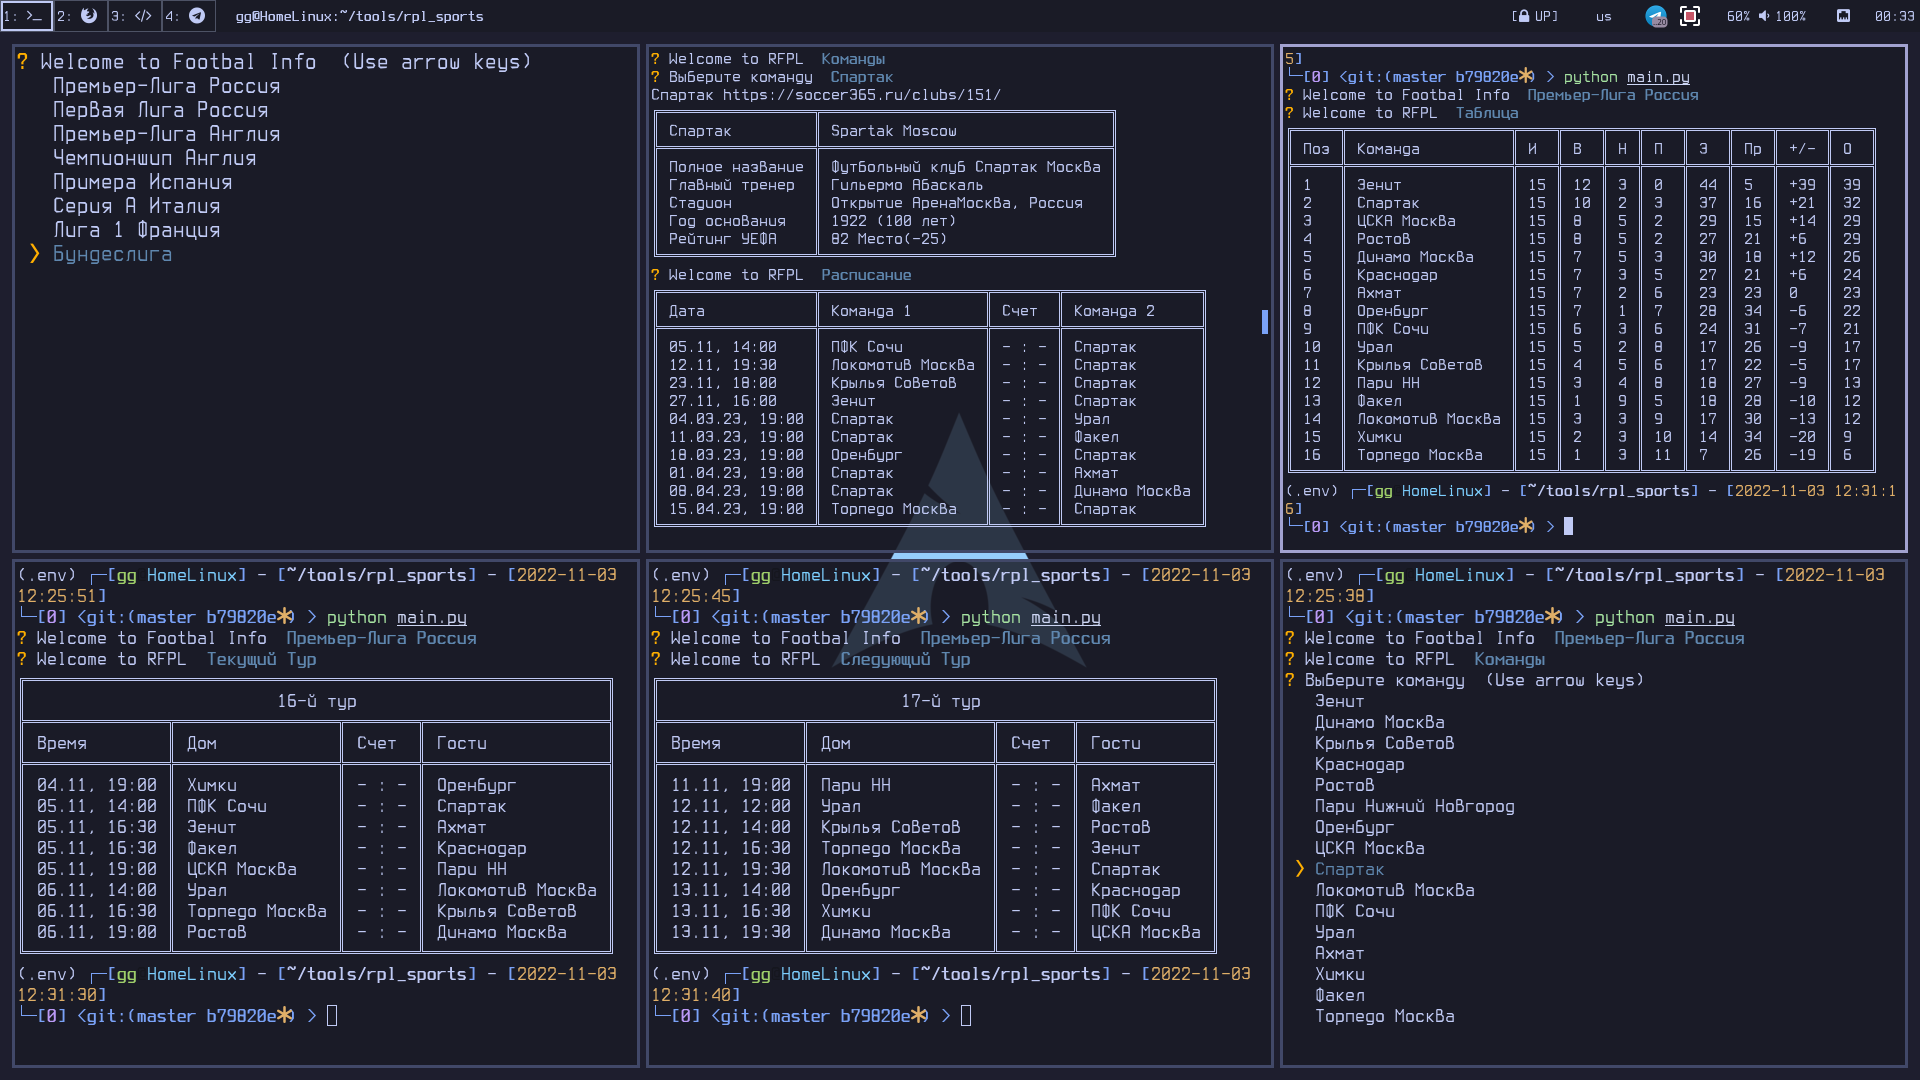 1: >_ 2: 3: </> 4: gg@HomeLinux:~/tools/rpl_sports [ UP] us 20 60% 100% 00:33
? Welcome to Footbal Info (Use arrow keys)
Премьер-Лига Россия
Первая Лига Россия
Премьер-Лига Англия
Чемпионшип Англия
Примера Испания
Серия А Италия
Лига 1 Франция
❯ Бундеслига
? Welcome to RFPL Команды
? Выберите команду Спартак
Спартак https://soccer365.ru/clubs/151/
Спартак Spartak Moscow
Полное название Футбольный клуб Спартак Москва
Главный тренер Гильермо Абаскаль
Стадион Открытие АренаМосква, Россия
Год основания 1922 (100 лет)
Рейтинг УЕФА 82 Место(-25)
? Welcome to RFPL Расписание
Дата Команда 1 Счет Команда 2
05.11, 14:00 ПФК Сочи - : - Спартак
12.11, 19:30 Локомотив Москва - : - Спартак
23.11, 18:00 Крылья Советов - : - Спартак
27.11, 16:00 Зенит - : - Спартак
04.03.23, 19:00 Спартак - : - Урал
11.03.23, 19:00 Спартак - : - Факел
18.03.23, 19:00 Оренбург - : - Спартак
01.04.23, 19:00 Спартак - : - Ахмат
08.04.23, 19:00 Спартак - : - Динамо Москва
15.04.23, 19:00 Торпедо Москва - : - Спартак
5]
└─[0] <git:(master b79820e✱) > python main.py
? Welcome to Footbal Info Премьер-Лига Россия
? Welcome to RFPL Таблица
Поз Команда И В Н П З Пр +/- О
1 Зенит 15 12 3 0 44 5 +39 39
2 Спартак 15 10 2 3 37 16 +21 32
3 ЦСКА Москва 15 8 5 2 29 15 +14 29
4 Ростов 15 8 5 2 27 21 +6 29
5 Динамо Москва 15 7 5 3 30 18 +12 26
6 Краснодар 15 7 3 5 27 21 +6 24
7 Ахмат 15 7 2 6 23 23 0 23
8 Оренбург 15 7 1 7 28 34 -6 22
9 ПФК Сочи 15 6 3 6 24 31 -7 21
10 Урал 15 5 2 8 17 26 -9 17
11 Крылья Советов 15 4 5 6 17 22 -5 17
12 Пари НН 15 3 4 8 18 27 -9 13
13 Факел 15 1 9 5 18 28 -10 12
14 Локомотив Москва 15 3 3 9 17 30 -13 12
15 Химки 15 2 3 10 14 34 -20 9
16 Торпедо Москва 15 1 3 11 7 26 -19 6
(.env) ┌─[gg HomeLinux] - [~/tools/rpl_sports] - [2022-11-03 12:31:1
6]
└─[0] <git:(master b79820e✱) >
(.env) ┌─[gg HomeLinux] - [~/tools/rpl_sports] - [2022-11-03
12:25:51]
└─[0] <git:(master b79820e✱) > python main.py
? Welcome to Footbal Info Премьер-Лига Россия
? Welcome to RFPL Текущий Тур
16-й тур
Время Дом Счет Гости
04.11, 19:00 Химки - : - Оренбург
05.11, 14:00 ПФК Сочи - : - Спартак
05.11, 16:30 Зенит - : - Ахмат
05.11, 16:30 Факел - : - Краснодар
05.11, 19:00 ЦСКА Москва - : - Пари НН
06.11, 14:00 Урал - : - Локомотив Москва
06.11, 16:30 Торпедо Москва - : - Крылья Советов
06.11, 19:00 Ростов - : - Динамо Москва
(.env) ┌─[gg HomeLinux] - [~/tools/rpl_sports] - [2022-11-03
12:31:30]
└─[0] <git:(master b79820e✱) >
(.env) ┌─[gg HomeLinux] - [~/tools/rpl_sports] - [2022-11-03
12:25:45]
└─[0] <git:(master b79820e✱) > python main.py
? Welcome to Footbal Info Премьер-Лига Россия
? Welcome to RFPL Следующий Тур
17-й тур
Время Дом Счет Гости
11.11, 19:00 Пари НН - : - Ахмат
12.11, 12:00 Урал - : - Факел
12.11, 14:00 Крылья Советов - : - Ростов
12.11, 16:30 Торпедо Москва - : - Зенит
12.11, 19:30 Локомотив Москва - : - Спартак
13.11, 14:00 Оренбург - : - Краснодар
13.11, 16:30 Химки - : - ПФК Сочи
13.11, 19:30 Динамо Москва - : - ЦСКА Москва
(.env) ┌─[gg HomeLinux] - [~/tools/rpl_sports] - [2022-11-03
12:31:40]
└─[0] <git:(master b79820e✱) >
(.env) ┌─[gg HomeLinux] - [~/tools/rpl_sports] - [2022-11-03
12:25:38]
└─[0] <git:(master b79820e✱) > python main.py
? Welcome to Footbal Info Премьер-Лига Россия
? Welcome to RFPL Команды
? Выберите команду (Use arrow keys)
Зенит
Динамо Москва
Крылья Советов
Краснодар
Ростов
Пари Нижний Новгород
Оренбург
ЦСКА Москва
❯ Спартак
Локомотив Москва
ПФК Сочи
Урал
Ахмат
Химки
Факел
Торпедо Москва